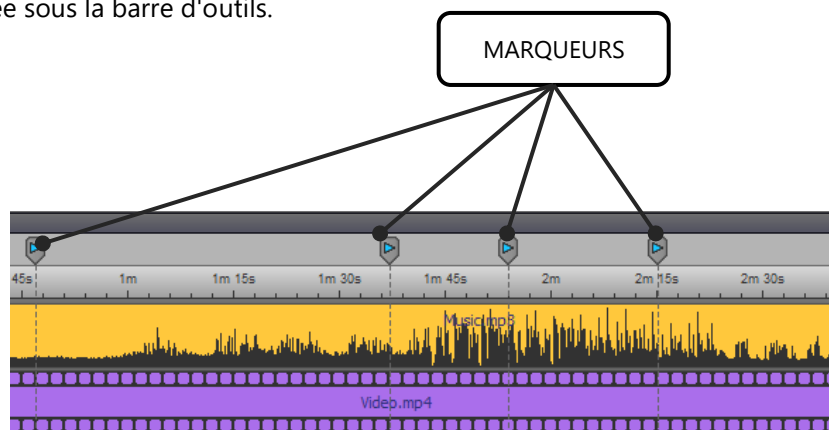 ée sous la barre d'outils.
MARQUEURS
45s 1m 1m 15s 1m 30s 1m 45s 2m 2m 15s 2m 30s
Music.mp3
Video.mp4